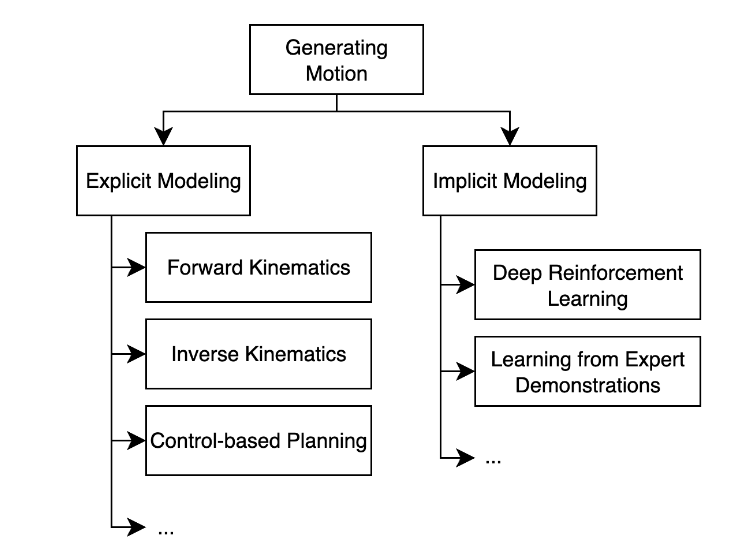 Generating
Motion
Explicit Modeling
Forward Kinematics
Inverse Kinematics
Control-based Planning
...
Implicit Modeling
Deep Reinforcement
Learning
Learning from Expert
Demonstrations
...